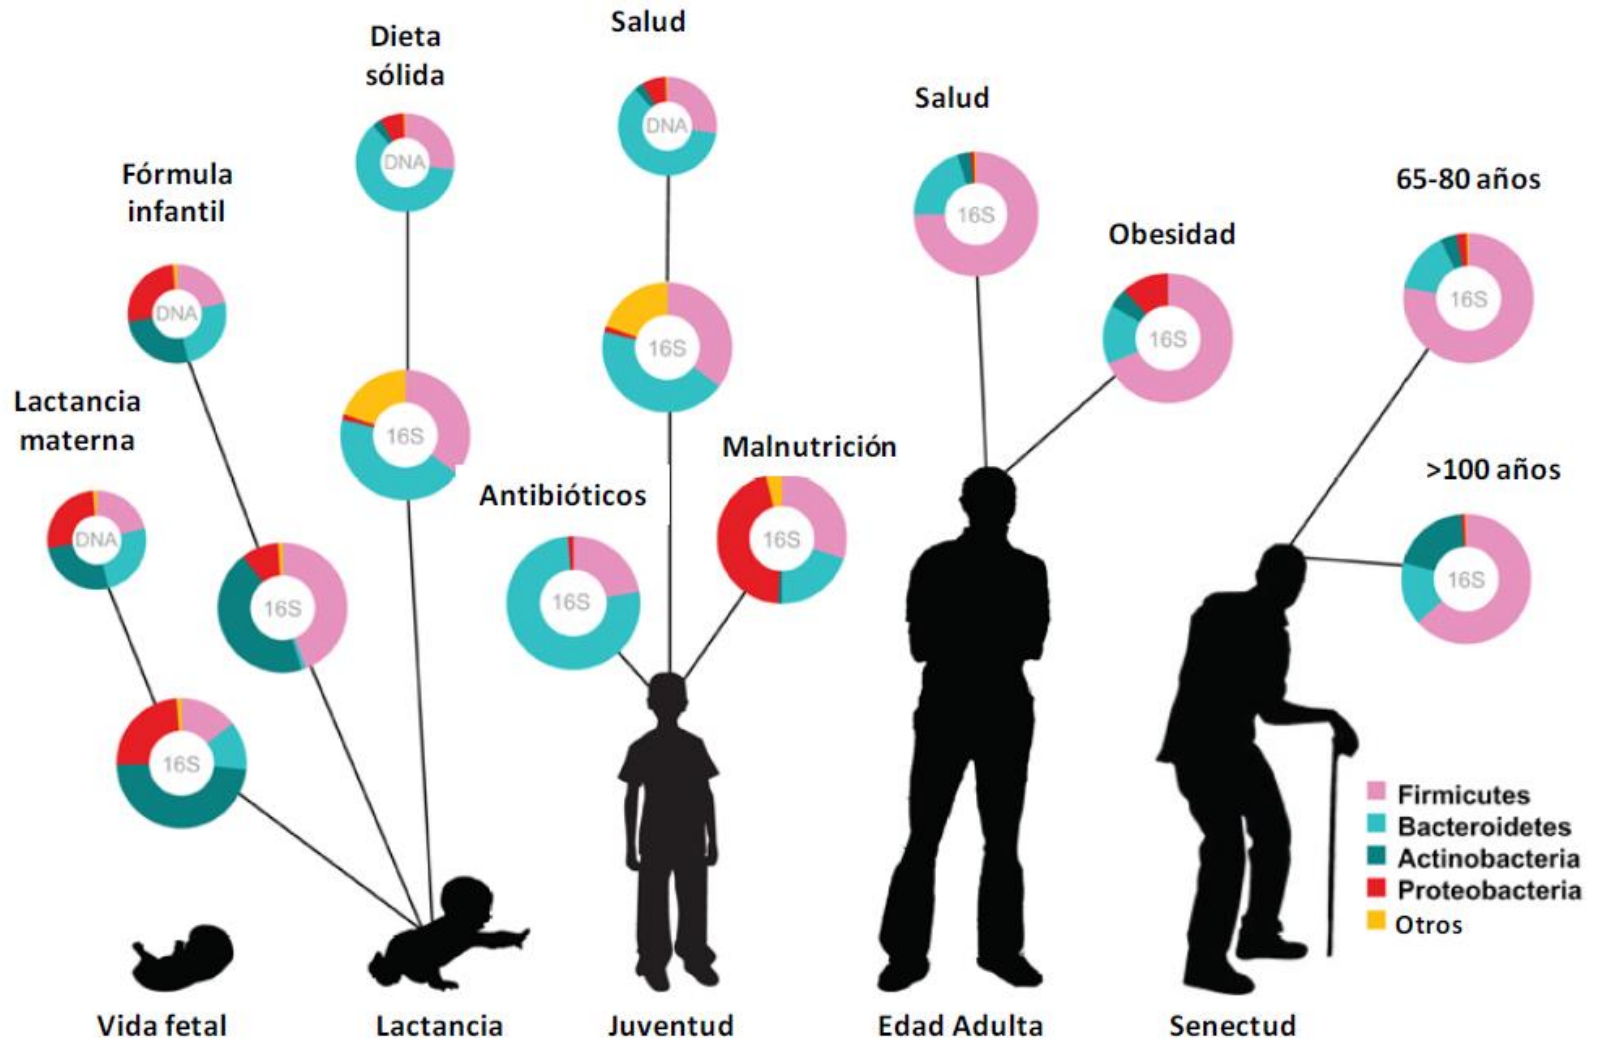 Salud
Dieta
sólida
DNA
DNA
Salud
Fórmula
infantil
65-80 años
16S
Obesidad
DNA
16S
16S
16S
Lactancia
materna
16S
Malnutrición
>100 años
Antibióticos
DNA
16S
16S
16S
16S
16S
Firmicutes
Bacteroidetes
Actinobacteria
Proteobacteria
Otros
Vida fetal
Lactancia
Juventud
Edad Adulta
Senectud